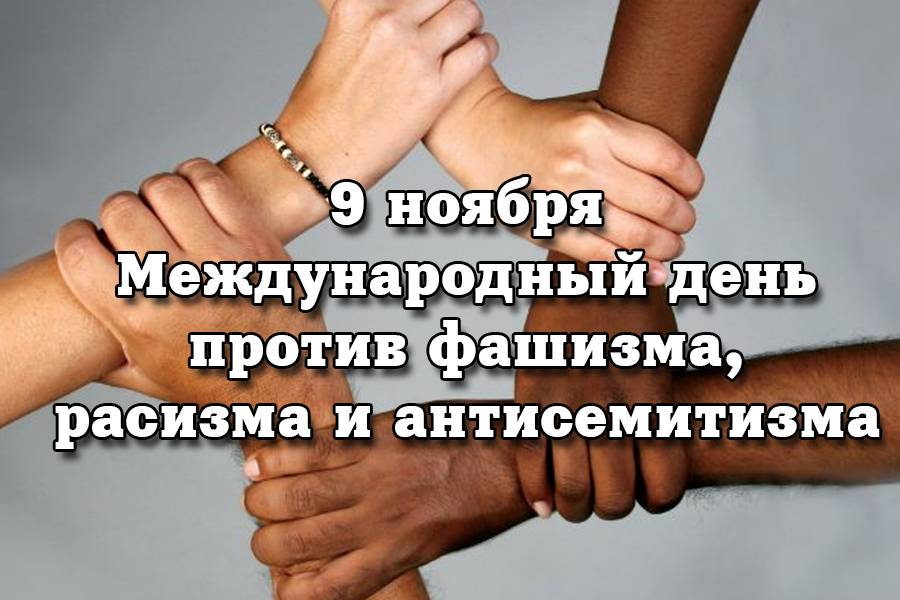 9 ноября
Международный день
против фашизма,
расизма и антисемитизма